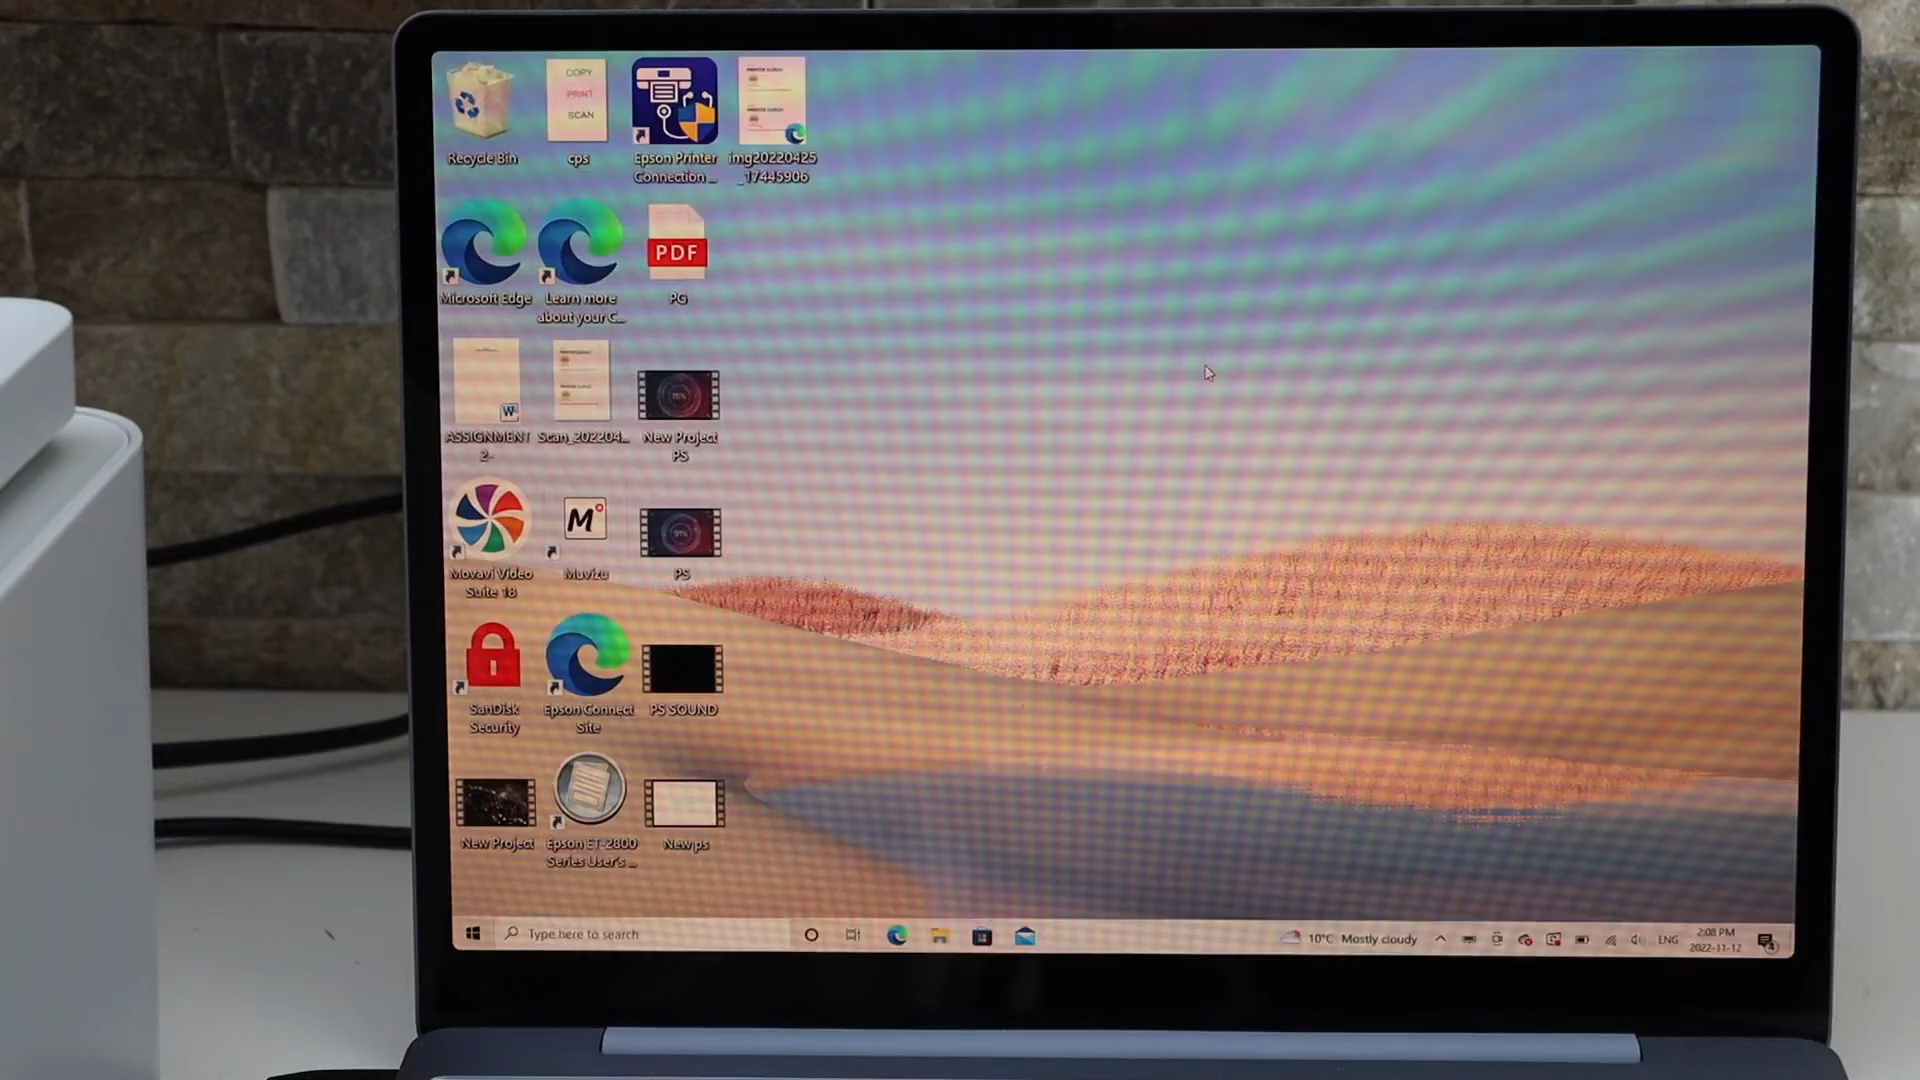 COPY
PRINT
SCAN
Recycle Bin
cps
Epson Printer
Connection ...
img20220425
_17445906
Microsoft Edge
Learn more
about your C...
PDF
PG
W
ASSIGNMENT
2-
Scan_202204...
New Project
PS
M
Movavi Video
Suite 18
Muvizu
91%
PS
SanDisk
Security
Epson Connect
Site
PS SOUND
New Project
Epson ET-2800
Series User's ...
New ps
Type here to search
10°C Mostly cloudy
ENG
2:08 PM
2022-11-12
4